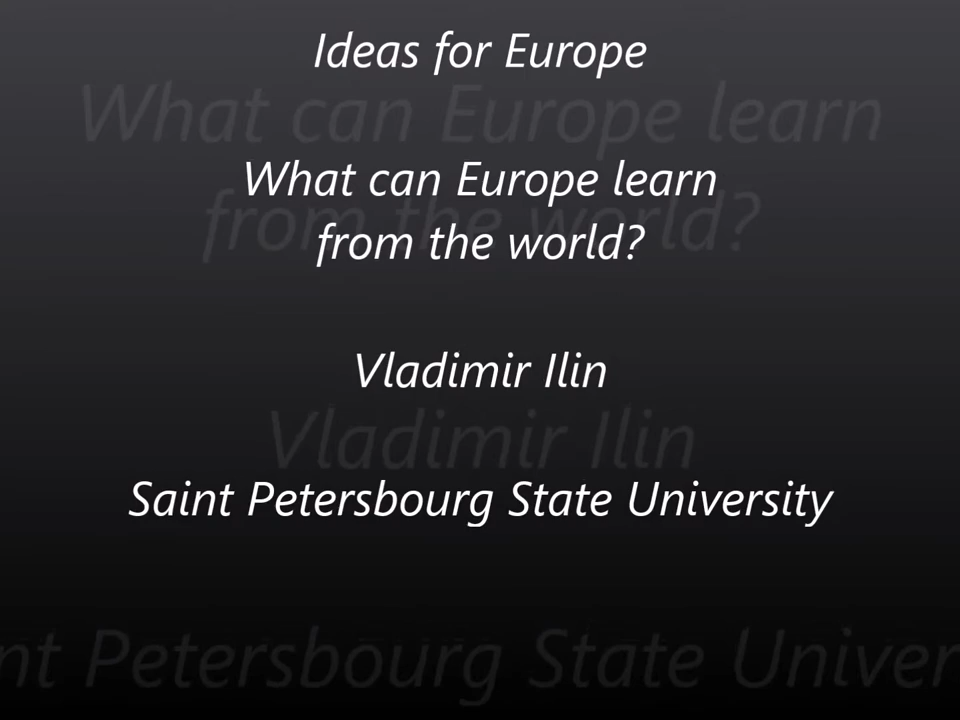 Ideas for Europe
What can Europe learn
from the world?
Vladimir Ilin
Saint Petersbourg State University